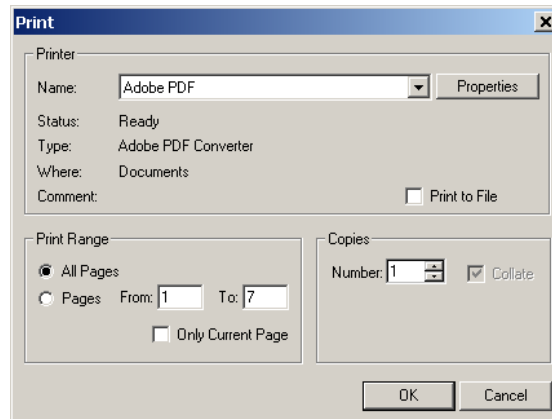 Print
Printer
Name: Adobe PDF Properties
Status: Ready
Type: Adobe PDF Converter
Where: Documents
Comment: Print to File
Print Range
All Pages
Pages From: 1 To: 7
Only Current Page
Copies
Number: 1 Collate
OK Cancel